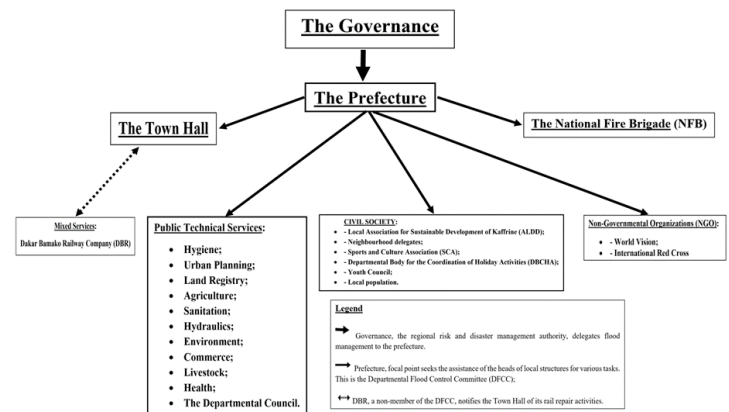 The Governance
The Prefecture
The Town Hall
The National Fire Brigade (NFB)
Mixed Services:
Dakar Bamako Railway Company (DBR)
Public Technical Services:
• Hygiene;
• Urban Planning;
• Land Registry;
• Agriculture;
• Sanitation;
• Hydraulics;
• Environment;
• Commerce;
• Livestock;
• Health;
• The Departmental Council.
CIVIL SOCIETY:
• - Local Association for Sustainable Development of Kaffrine (ALDD);
• - Neighbourhood delegates;
• - Sports and Culture Association (SCA);
• - Departmental Body for the Coordination of Holiday Activities (DBCHA);
• - Youth Council;
• - Local population.
Non-Governmental Organizations (NGO):
• - World Vision;
• - International Red Cross
Legend
Governance, the regional risk and disaster management authority, delegates flood
management to the prefecture.
Prefecture, focal point seeks the assistance of the heads of local structures for various tasks.
This is the Departmental Flood Control Committee (DFCC);
DBR, a non-member of the DFCC, notifies the Town Hall of its rail repair activities.